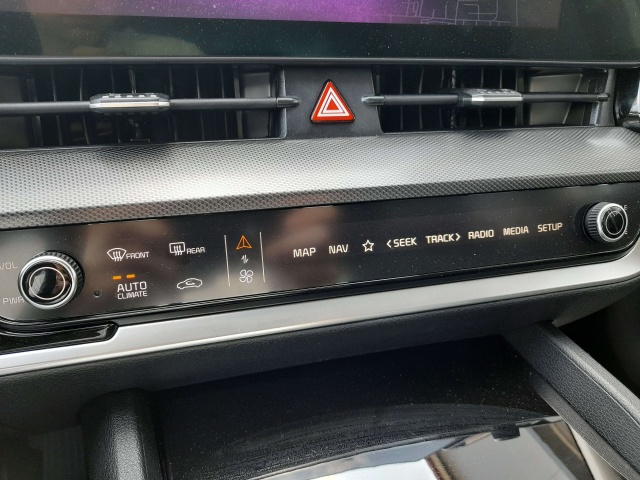 VOL
PWR
FRONT
REAR
AUTO
CLIMATE
MAP NAV <SEEK TRACK> RADIO MEDIA SETUP